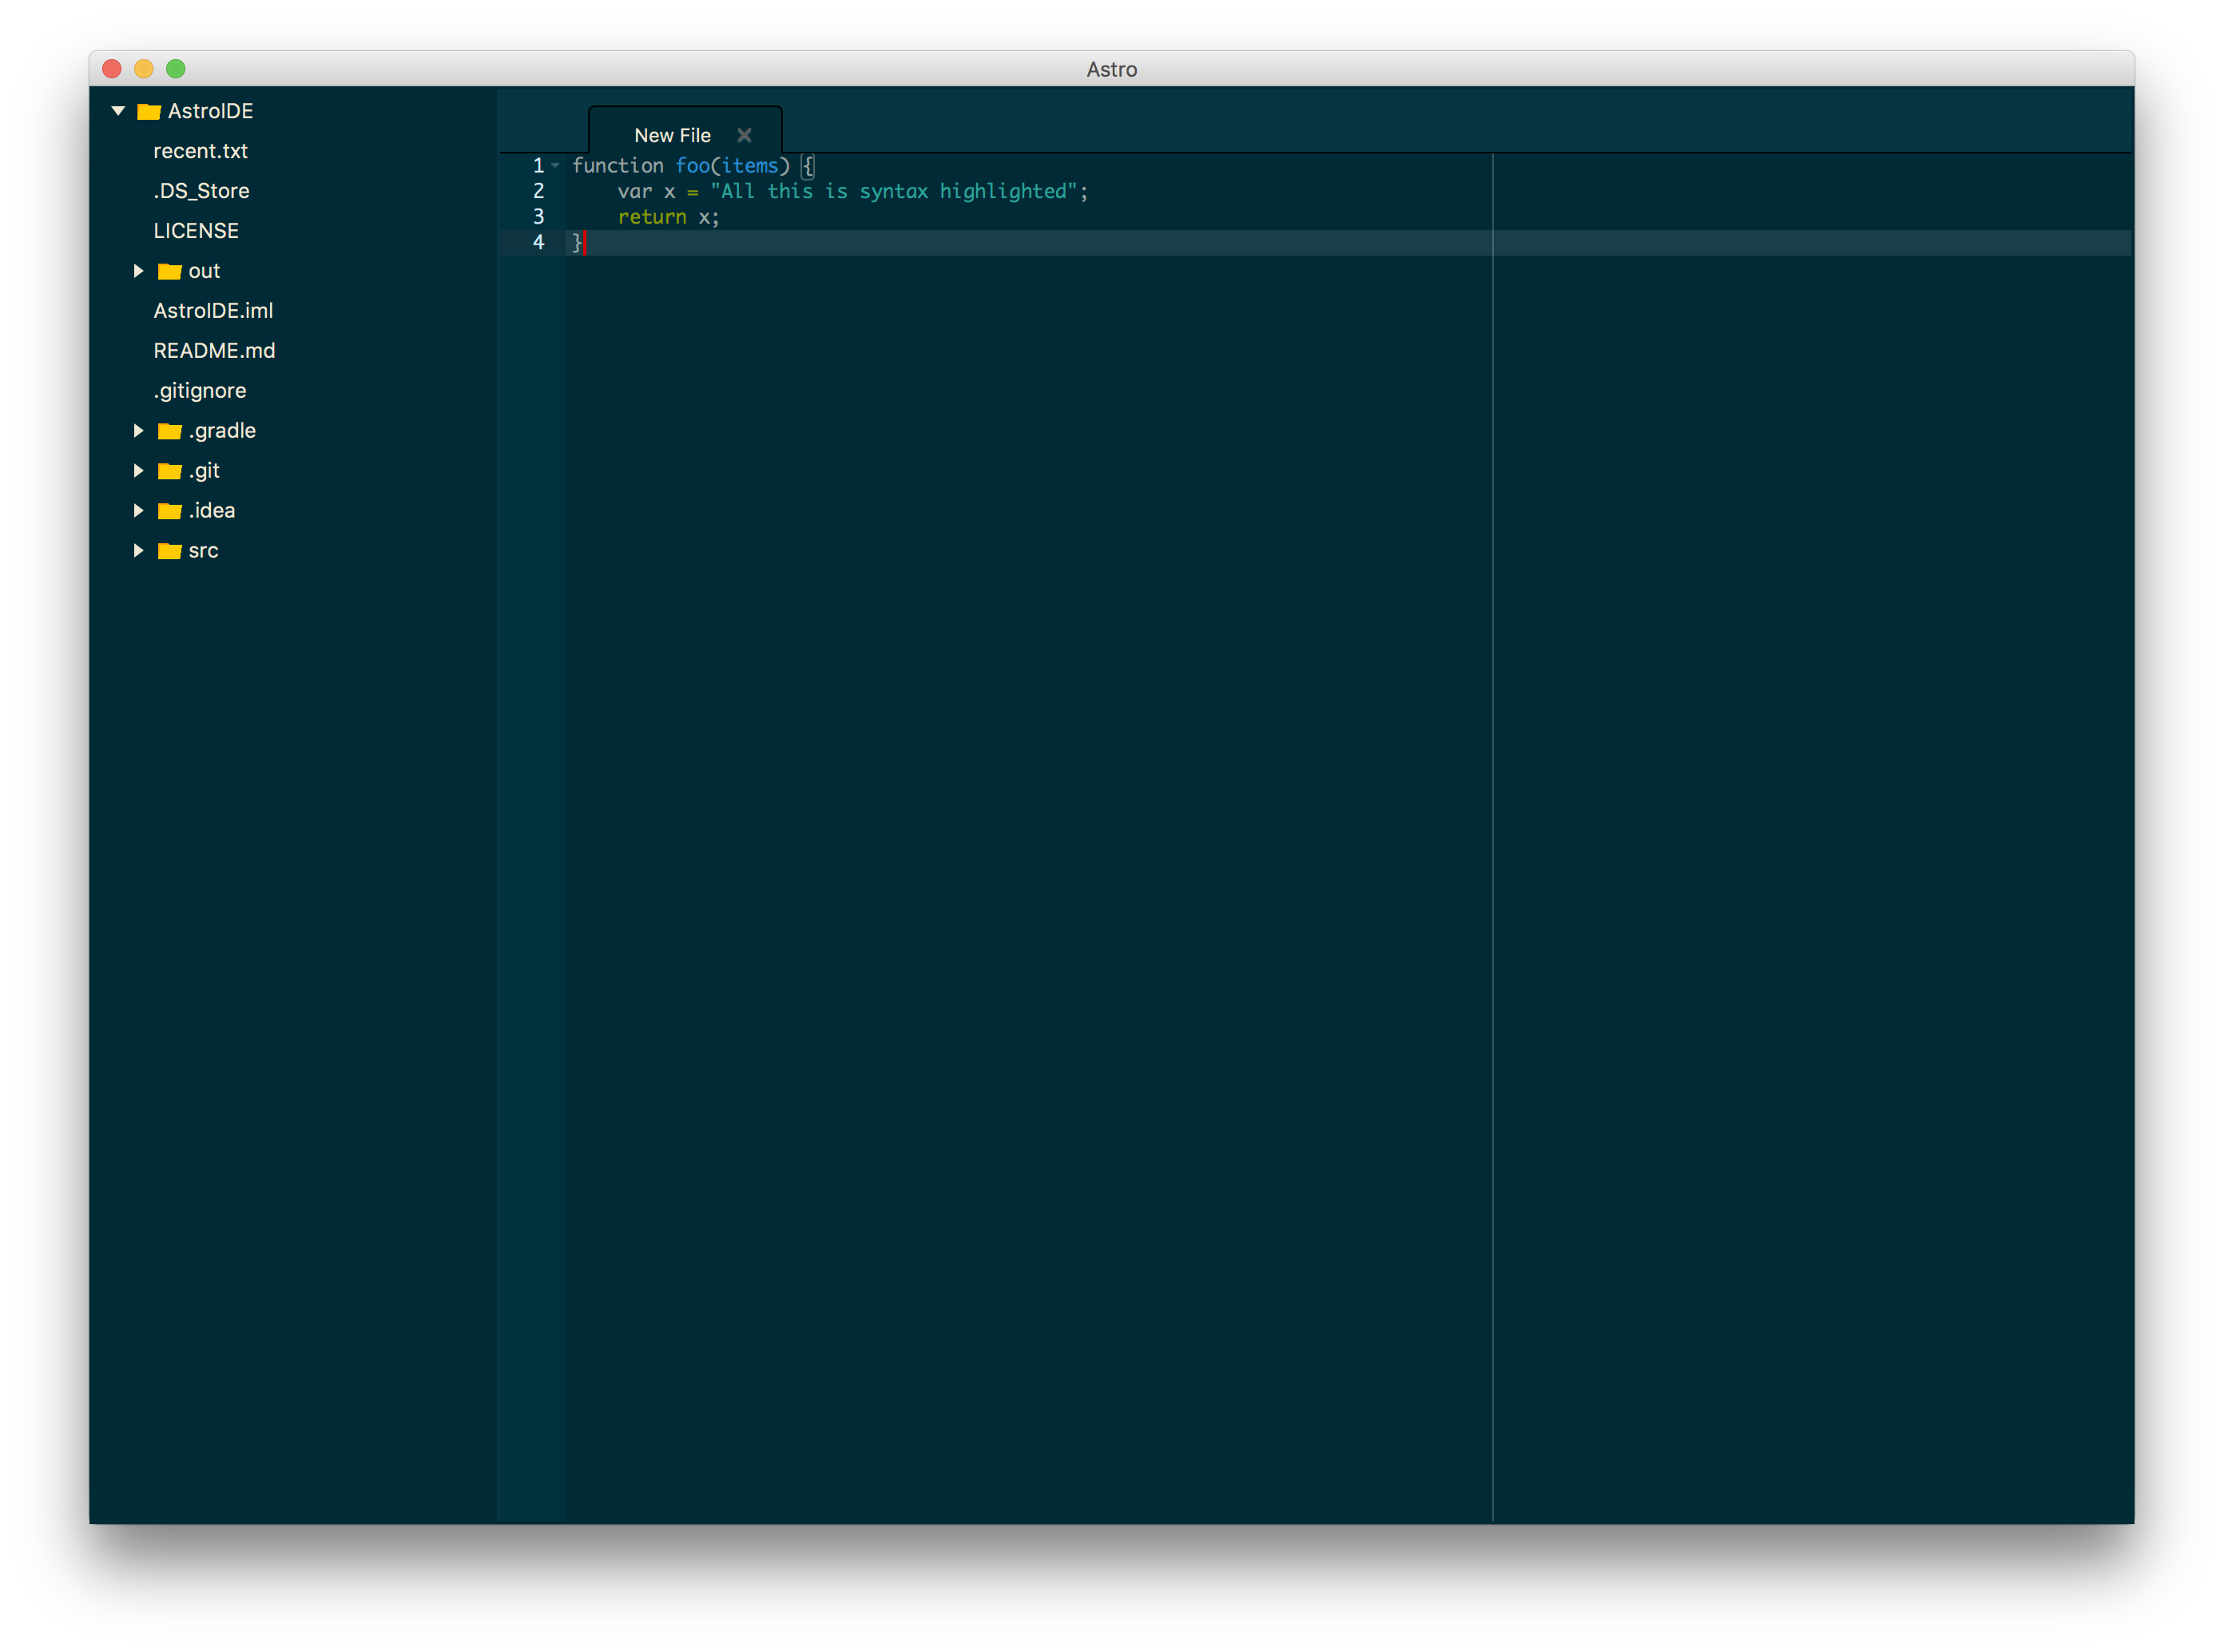 Astro
AstroIDE
recent.txt
.DS_Store
LICENSE
out
AstroIDE.iml
README.md
.gitignore
.gradle
.git
.idea
src
New File
1 function foo(items) {
2     var x = "All this is syntax highlighted";
3     return x;
4 }